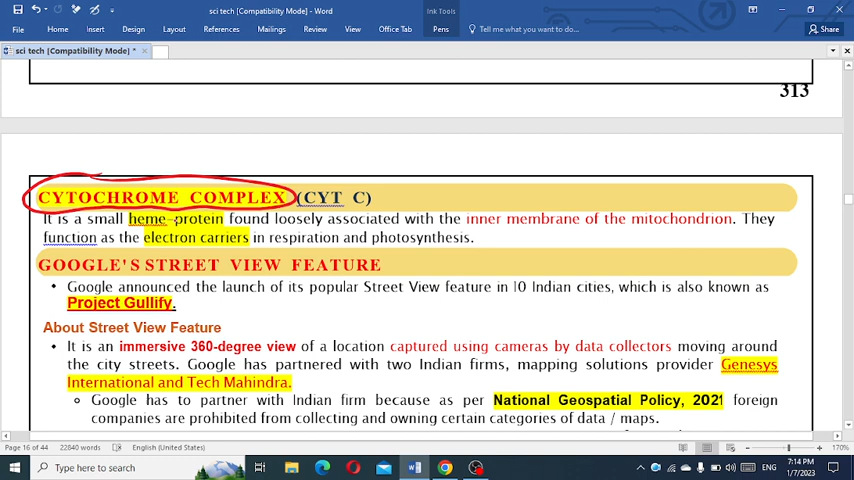 sci tech [Compatibility Mode] - Word
Ink Tools
File Home Insert Design Layout References Mailings Review View Office Tab Pens Tell me what you want to do... Share
sci tech [Compatibility Mode] *
313
CYTOCHROME COMPLEX (CYT C)
It is a small heme-protein found loosely associated with the inner membrane of the mitochondrion. They
function as the electron carriers in respiration and photosynthesis.
GOOGLE'S STREET VIEW FEATURE
• Google announced the launch of its popular Street View feature in 10 Indian cities, which is also known as
Project Gullify.
About Street View Feature
• It is an immersive 360-degree view of a location captured using cameras by data collectors moving around
the city streets. Google has partnered with two Indian firms, mapping solutions provider Genesys
International and Tech Mahindra.
o Google has to partner with Indian firm because as per National Geospatial Policy, 2021 foreign
companies are prohibited from collecting and owning certain categories of data / maps.
Page 16 of 44 22840 words English (United States) 170%
Type here to search
ENG
7:14 PM
1/7/2023